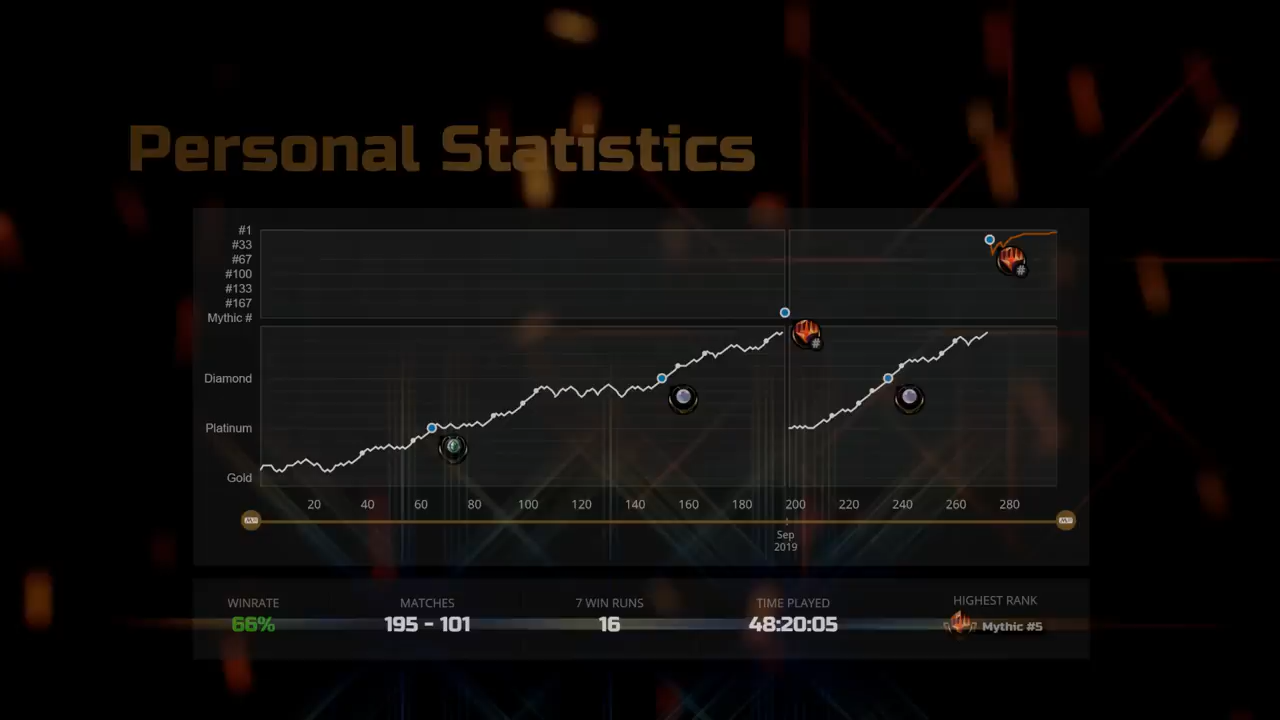 Personal Statistics
#1
#33
#67
#100
#133
#167
Mythic #
Diamond
Platinum
Gold
20 40 60 80 100 120 140 160 180 200 220 240 260 280
Sep
2019
WINRATE MATCHES 7 WIN RUNS TIME PLAYED HIGHEST RANK
66% 195 - 101 16 48:20:05 Mythic #5